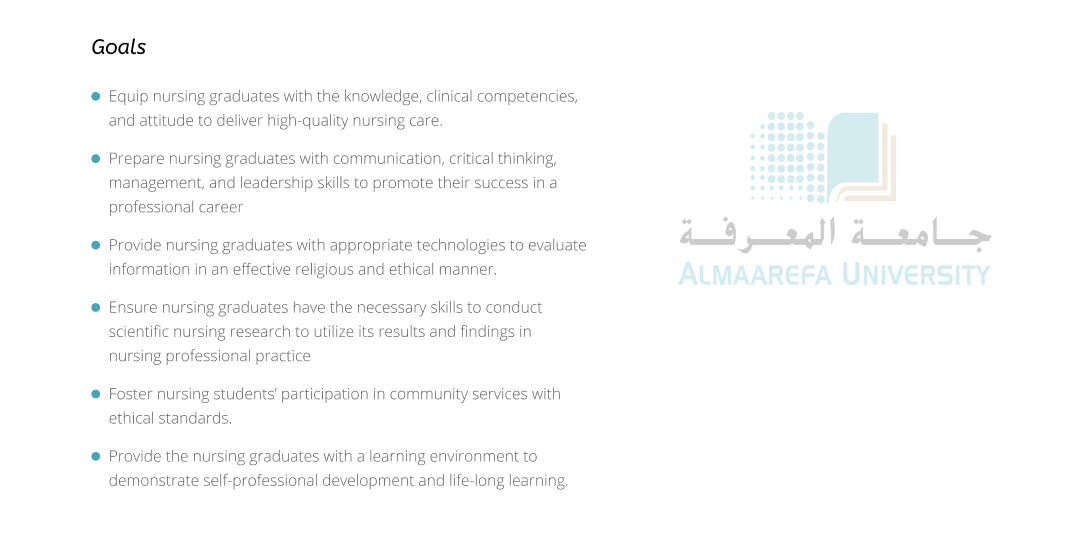 Goals
Equip nursing graduates with the knowledge, clinical competencies,
and attitude to deliver high-quality nursing care.
Prepare nursing graduates with communication, critical thinking,
management, and leadership skills to promote their success in a
professional career
Provide nursing graduates with appropriate technologies to evaluate
information in an effective religious and ethical manner.
Ensure nursing graduates have the necessary skills to conduct
scientific nursing research to utilize its results and findings in
nursing professional practice
Foster nursing students’ participation in community services with
ethical standards.
Provide the nursing graduates with a learning environment to
demonstrate self-professional development and life-long learning.
جـامعـة المعـرفـة
ALMAAREFA UNIVERSITY